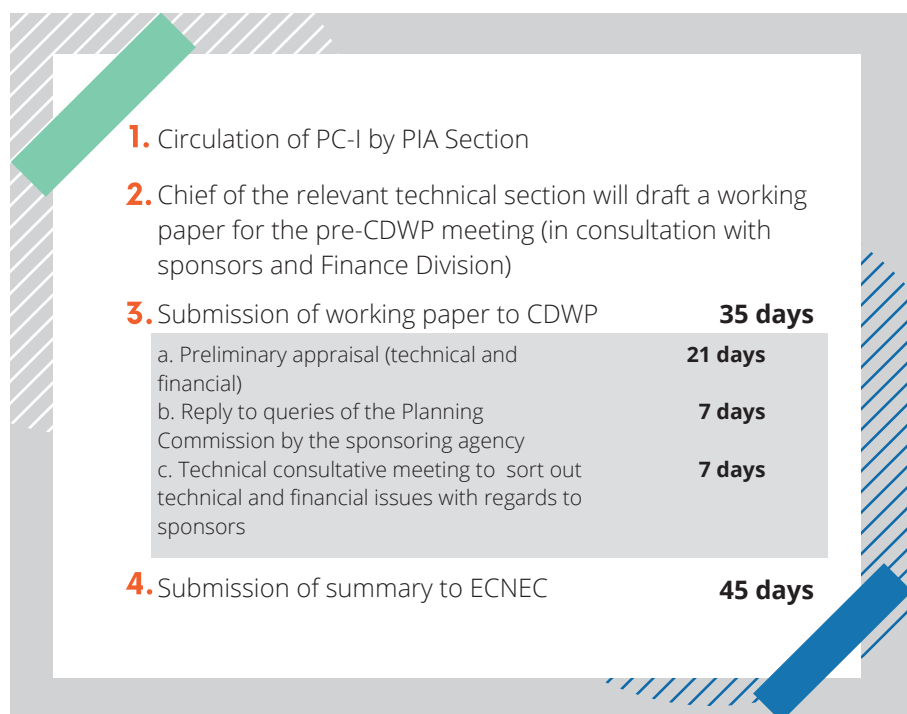 1. Circulation of PC-I by PIA Section
2. Chief of the relevant technical section will draft a working
paper for the pre-CDWP meeting (in consultation with
sponsors and Finance Division)
3. Submission of working paper to CDWP 35 days
a. Preliminary appraisal (technical and 21 days
financial)
b. Reply to queries of the Planning 7 days
Commission by the sponsoring agency
c. Technical consultative meeting to sort out 7 days
technical and financial issues with regards to
sponsors
4. Submission of summary to ECNEC 45 days